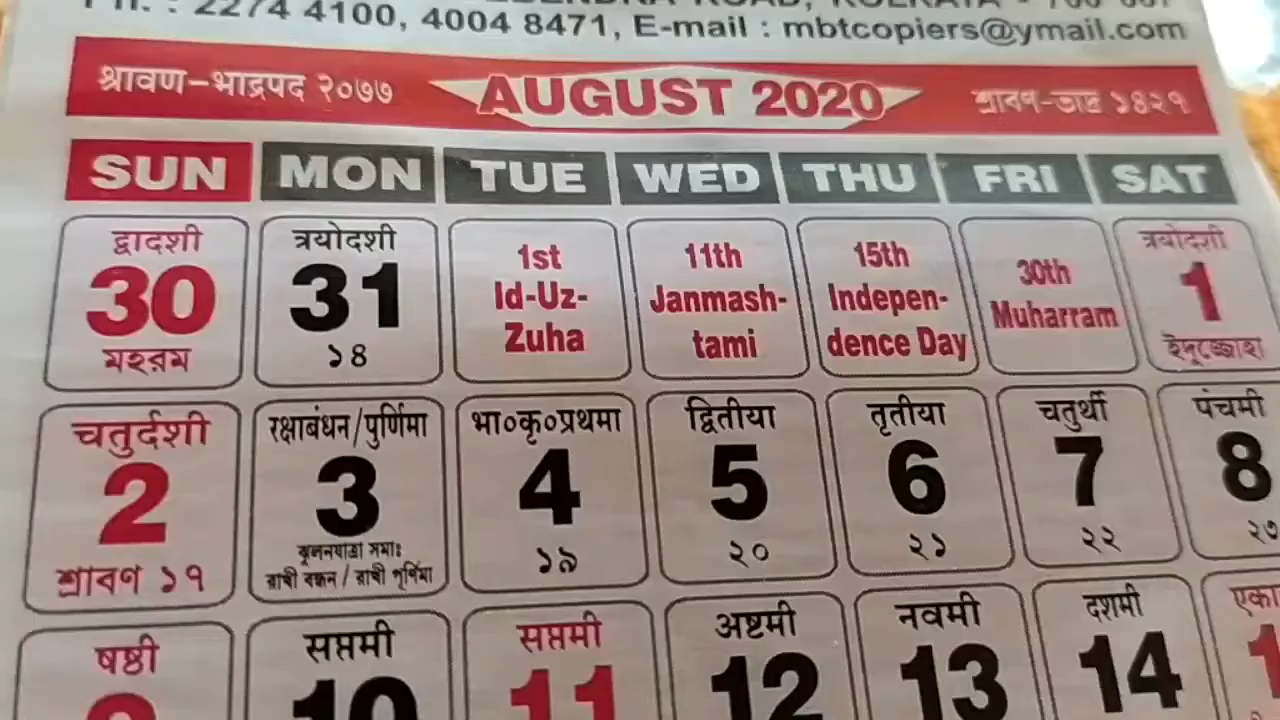 2274 4100, 4004 8471, E-mail : mbtcopiers@ymail.com
श्रावण-भाद्रपद २०७७ AUGUST 2020 শ্রাবণ-ভাদ্র ১৪২৭
SUN MON TUE WED THU FRI SAT
द्वादशी
30
মহরম
त्रयोदशी
31
১৪
1st
Id-Uz-
Zuha
11th
Janmash-
tami
15th
Indepen-
dence Day
30th
Muharram
त्रयोदशी
1
चतुर्दशी
2
শ্রাবণ ১৭
रक्षाबंधन/पुर्णिमा
3
ঝুলনযাত্রা সমাঃ
রাখী বন্ধন / রাখী পূর্ণিমা
भा०कृ०प्रथमा
4
১৯
द्वितीया
5
২০
तृतीया
6
২১
चतुर्थी
7
২২
पंचमी
8
षष्ठी
सप्तमी
10
सप्तमी
11
अष्टमी
12
नवमी
13
दशमी
14